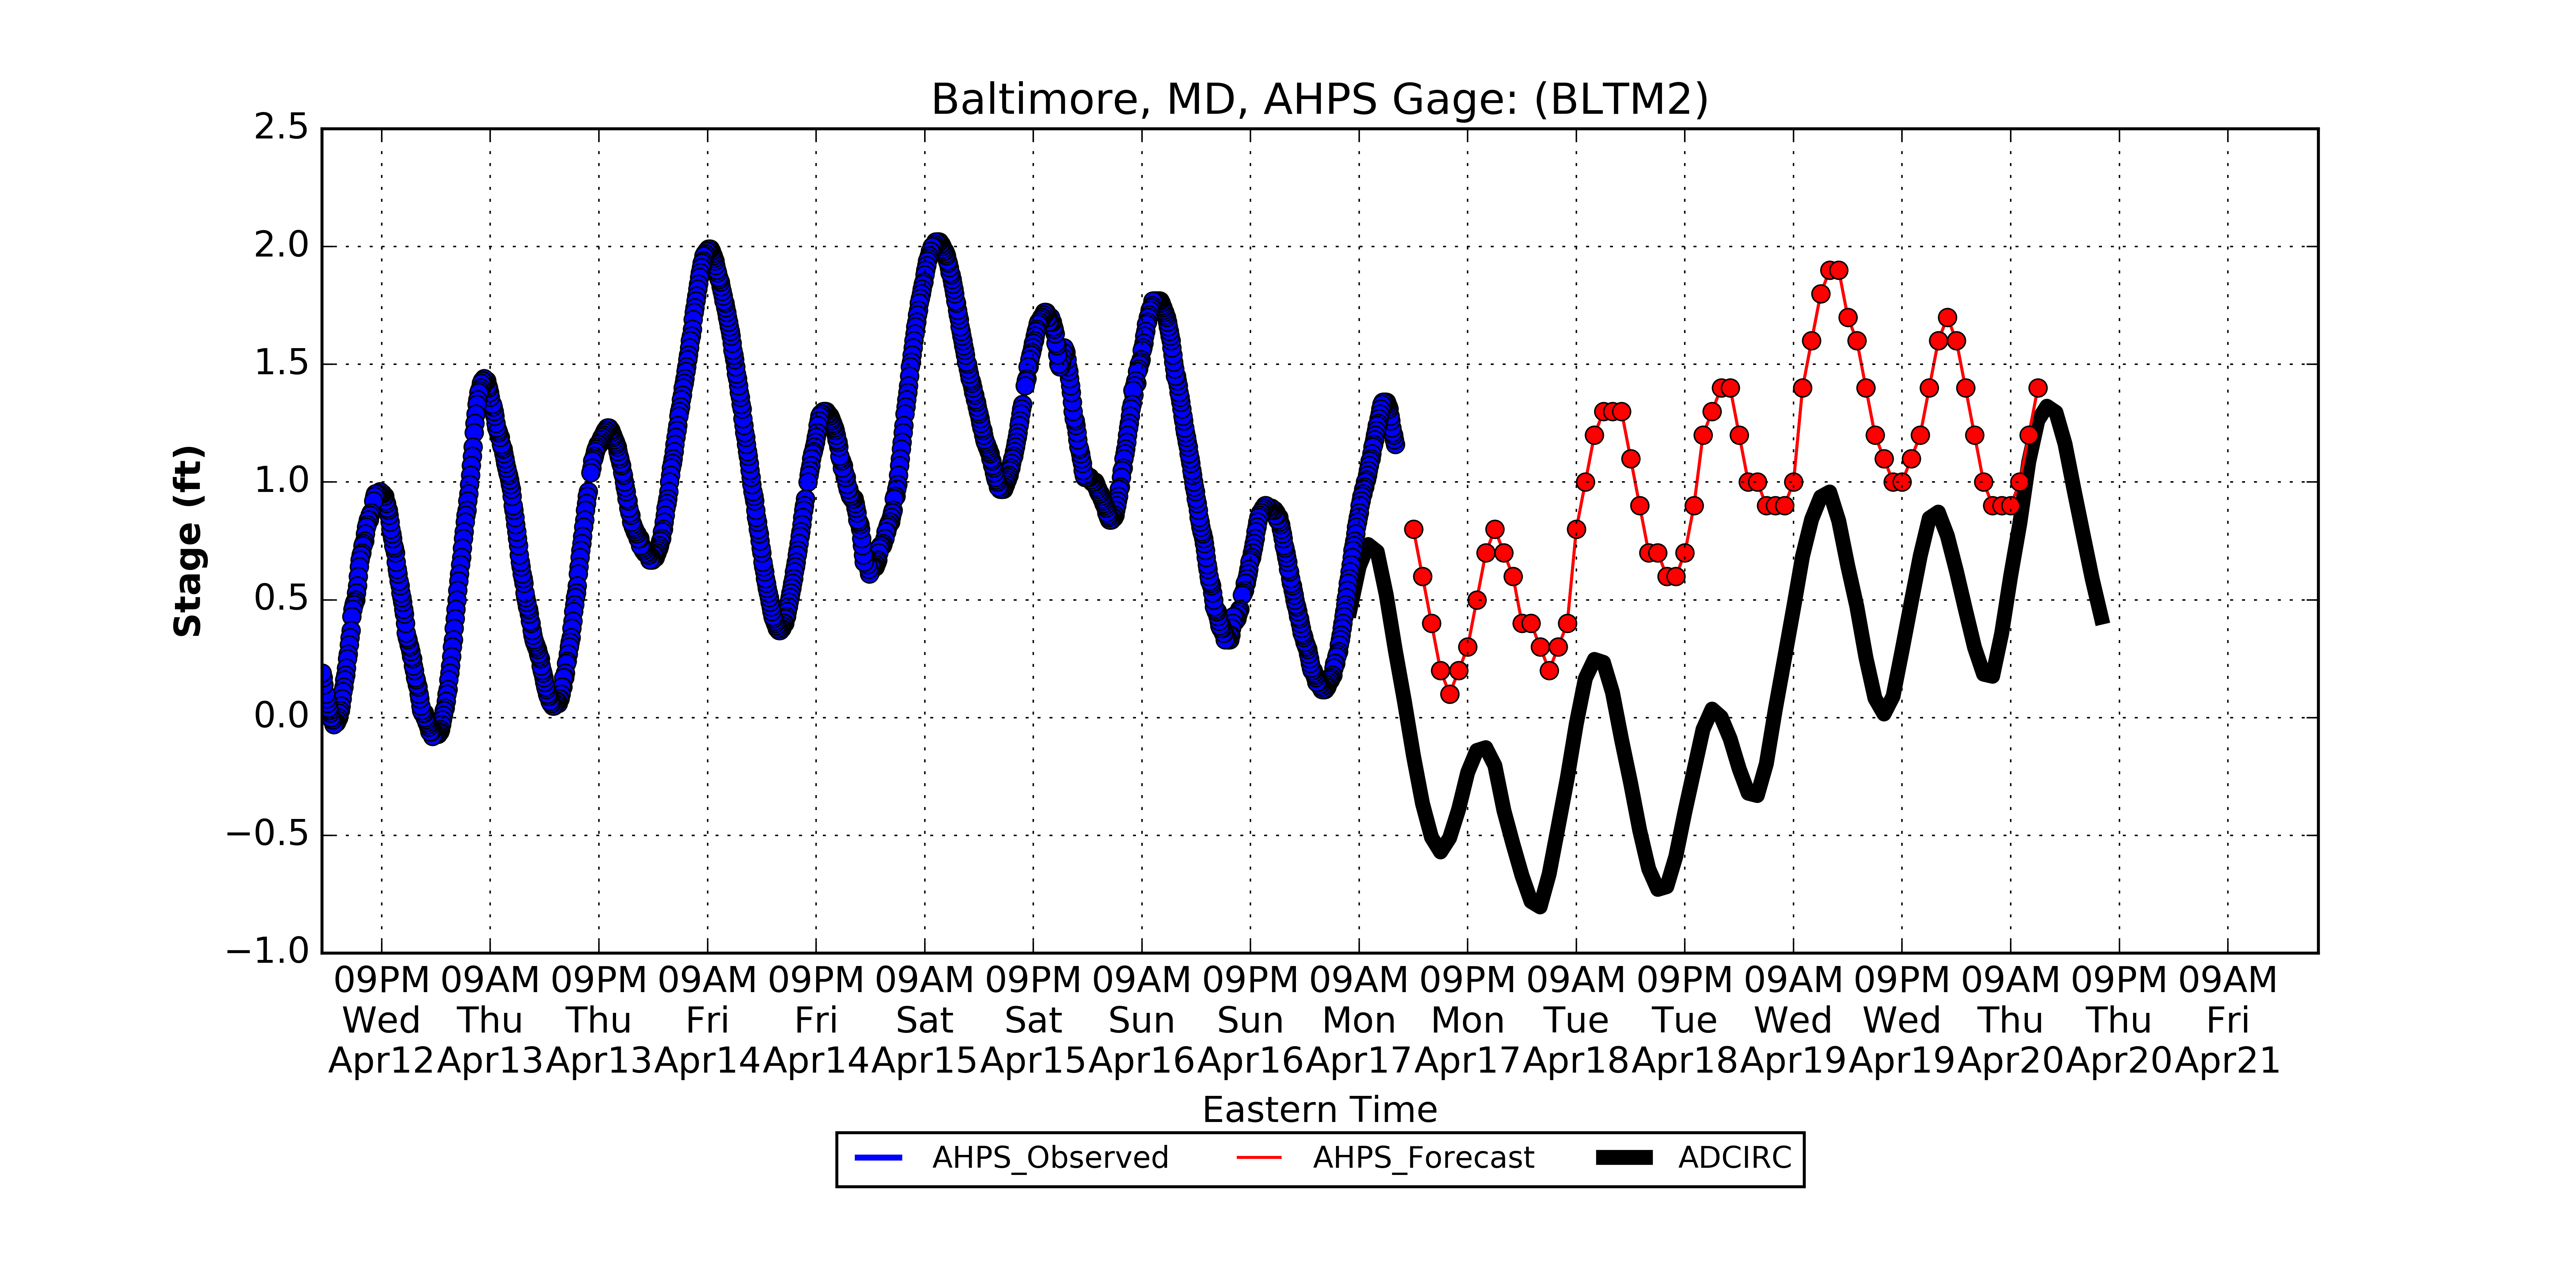 Baltimore, MD, AHPS Gage: (BLTM2)
2.5
2.0
1.5
1.0
0.5
0.0
−0.5
−1.0
Stage (ft)
09PM 09AM 09PM 09AM 09PM 09AM 09PM 09AM 09PM 09AM 09PM 09AM 09PM 09AM 09PM 09AM 09PM 09AM
Wed Thu Thu Fri Fri Sat Sat Sun Sun Mon Mon Tue Tue Wed Wed Thu Thu Fri
Apr12 Apr13 Apr13 Apr14 Apr14 Apr15 Apr15 Apr16 Apr16 Apr17 Apr17 Apr18 Apr18 Apr19 Apr19 Apr20 Apr20 Apr21
Eastern Time
AHPS_Observed AHPS_Forecast ADCIRC